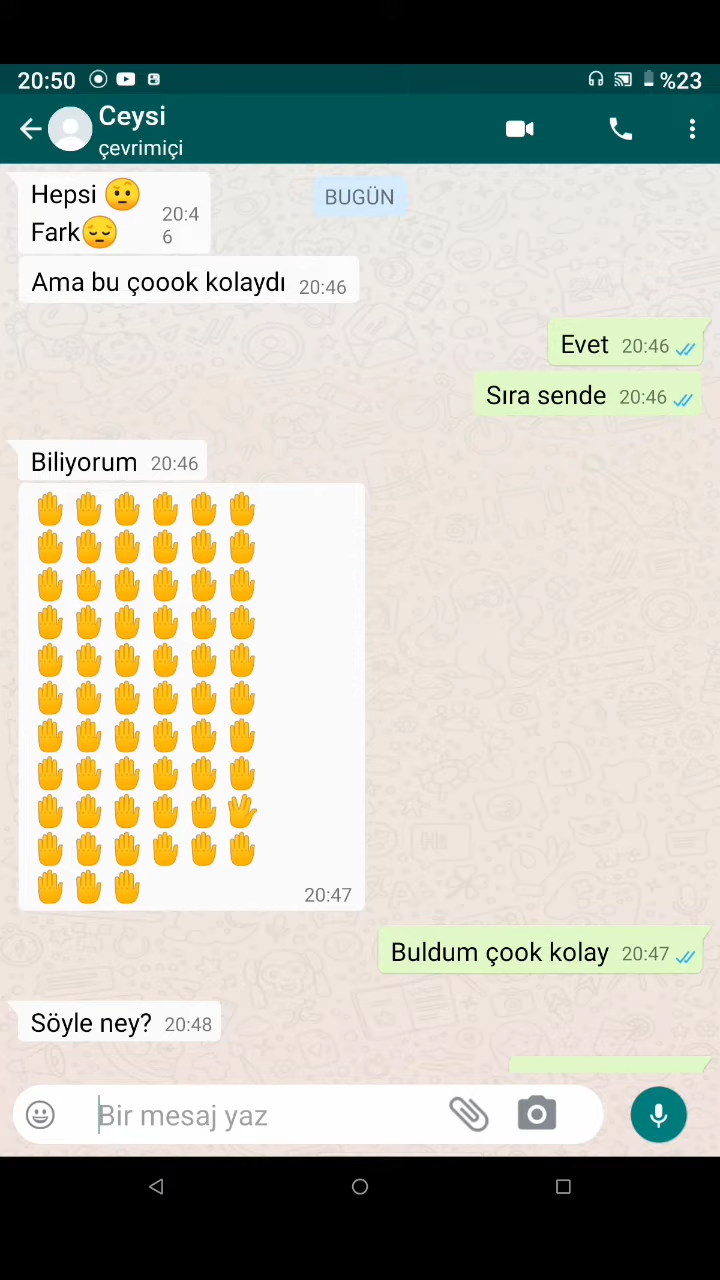 20:50 %23
Ceysi
çevrimiçi
BUGÜN
Hepsi 🤨
Fark😔 20:46
Ama bu çoook kolaydı 20:46
Evet 20:46
Sıra sende 20:46
Biliyorum 20:46
🤚🤚🤚🤚🤚🤚
🤚🤚🤚🤚🤚🤚
🤚🤚🤚🤚🤚🤚
🤚🤚🤚🤚🤚🤚
🤚🤚🤚🤚🤚🤚
🤚🤚🤚🤚🤚🤚
🤚🤚🤚🤚🤚🤚
🤚🤚🤚🤚🤚🤚
🤚🤚🤚🤚🤚🖖
🤚🤚🤚🤚🤚🤚
🤚🤚🤚 20:47
Buldum çook kolay 20:47
Söyle ney? 20:48
Bir mesaj yaz